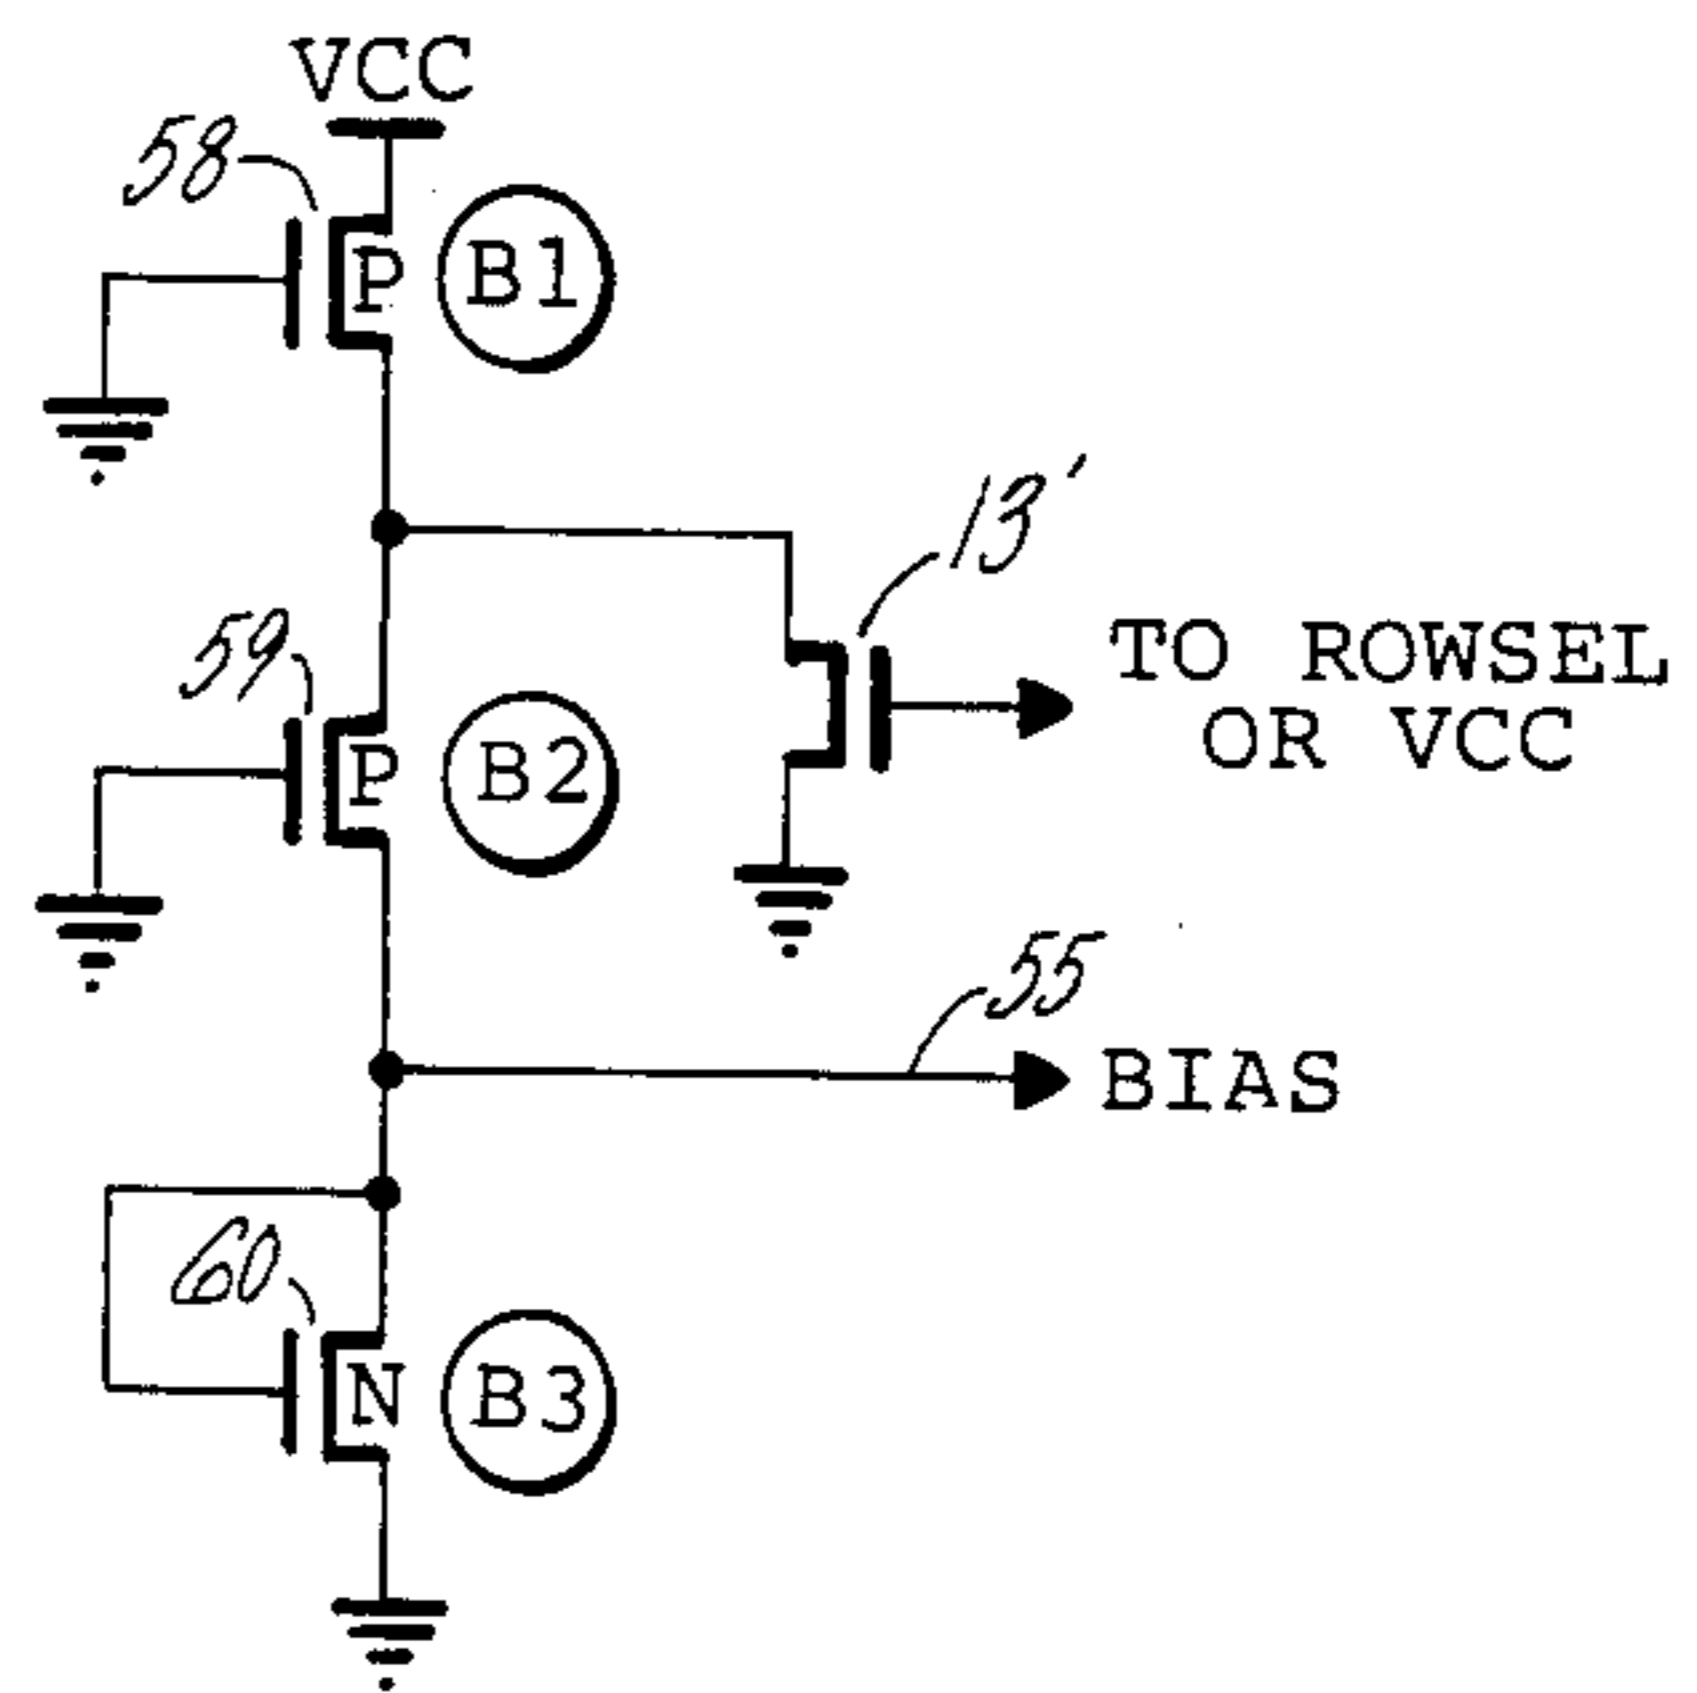 VCC
58
P
B1
13'
59
P
B2
TO ROWSEL
OR VCC
55
BIAS
60
N
B3